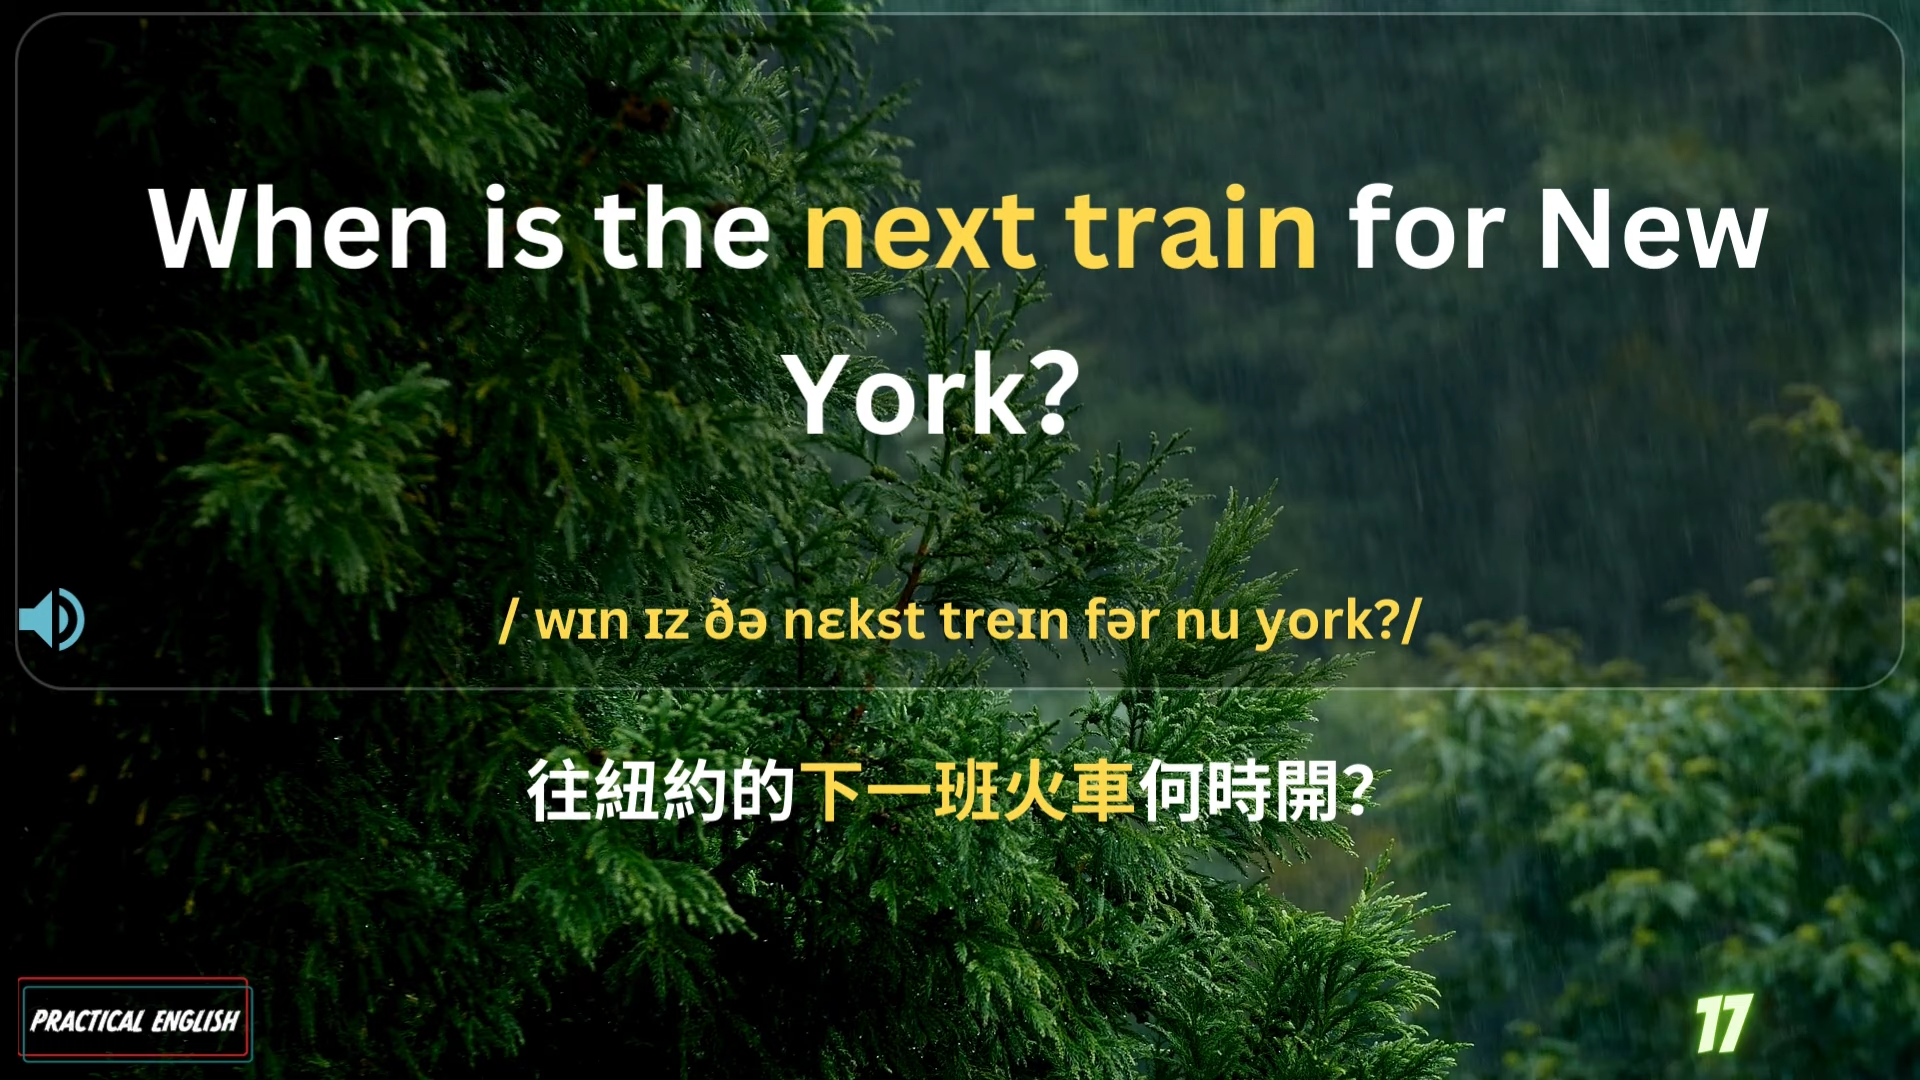 When is the next train for New
York?
/ wɪn ɪz ðə nɛkst treɪn fər nu york?/
往紐約的下一班火車何時開?
PRACTICAL ENGLISH
17